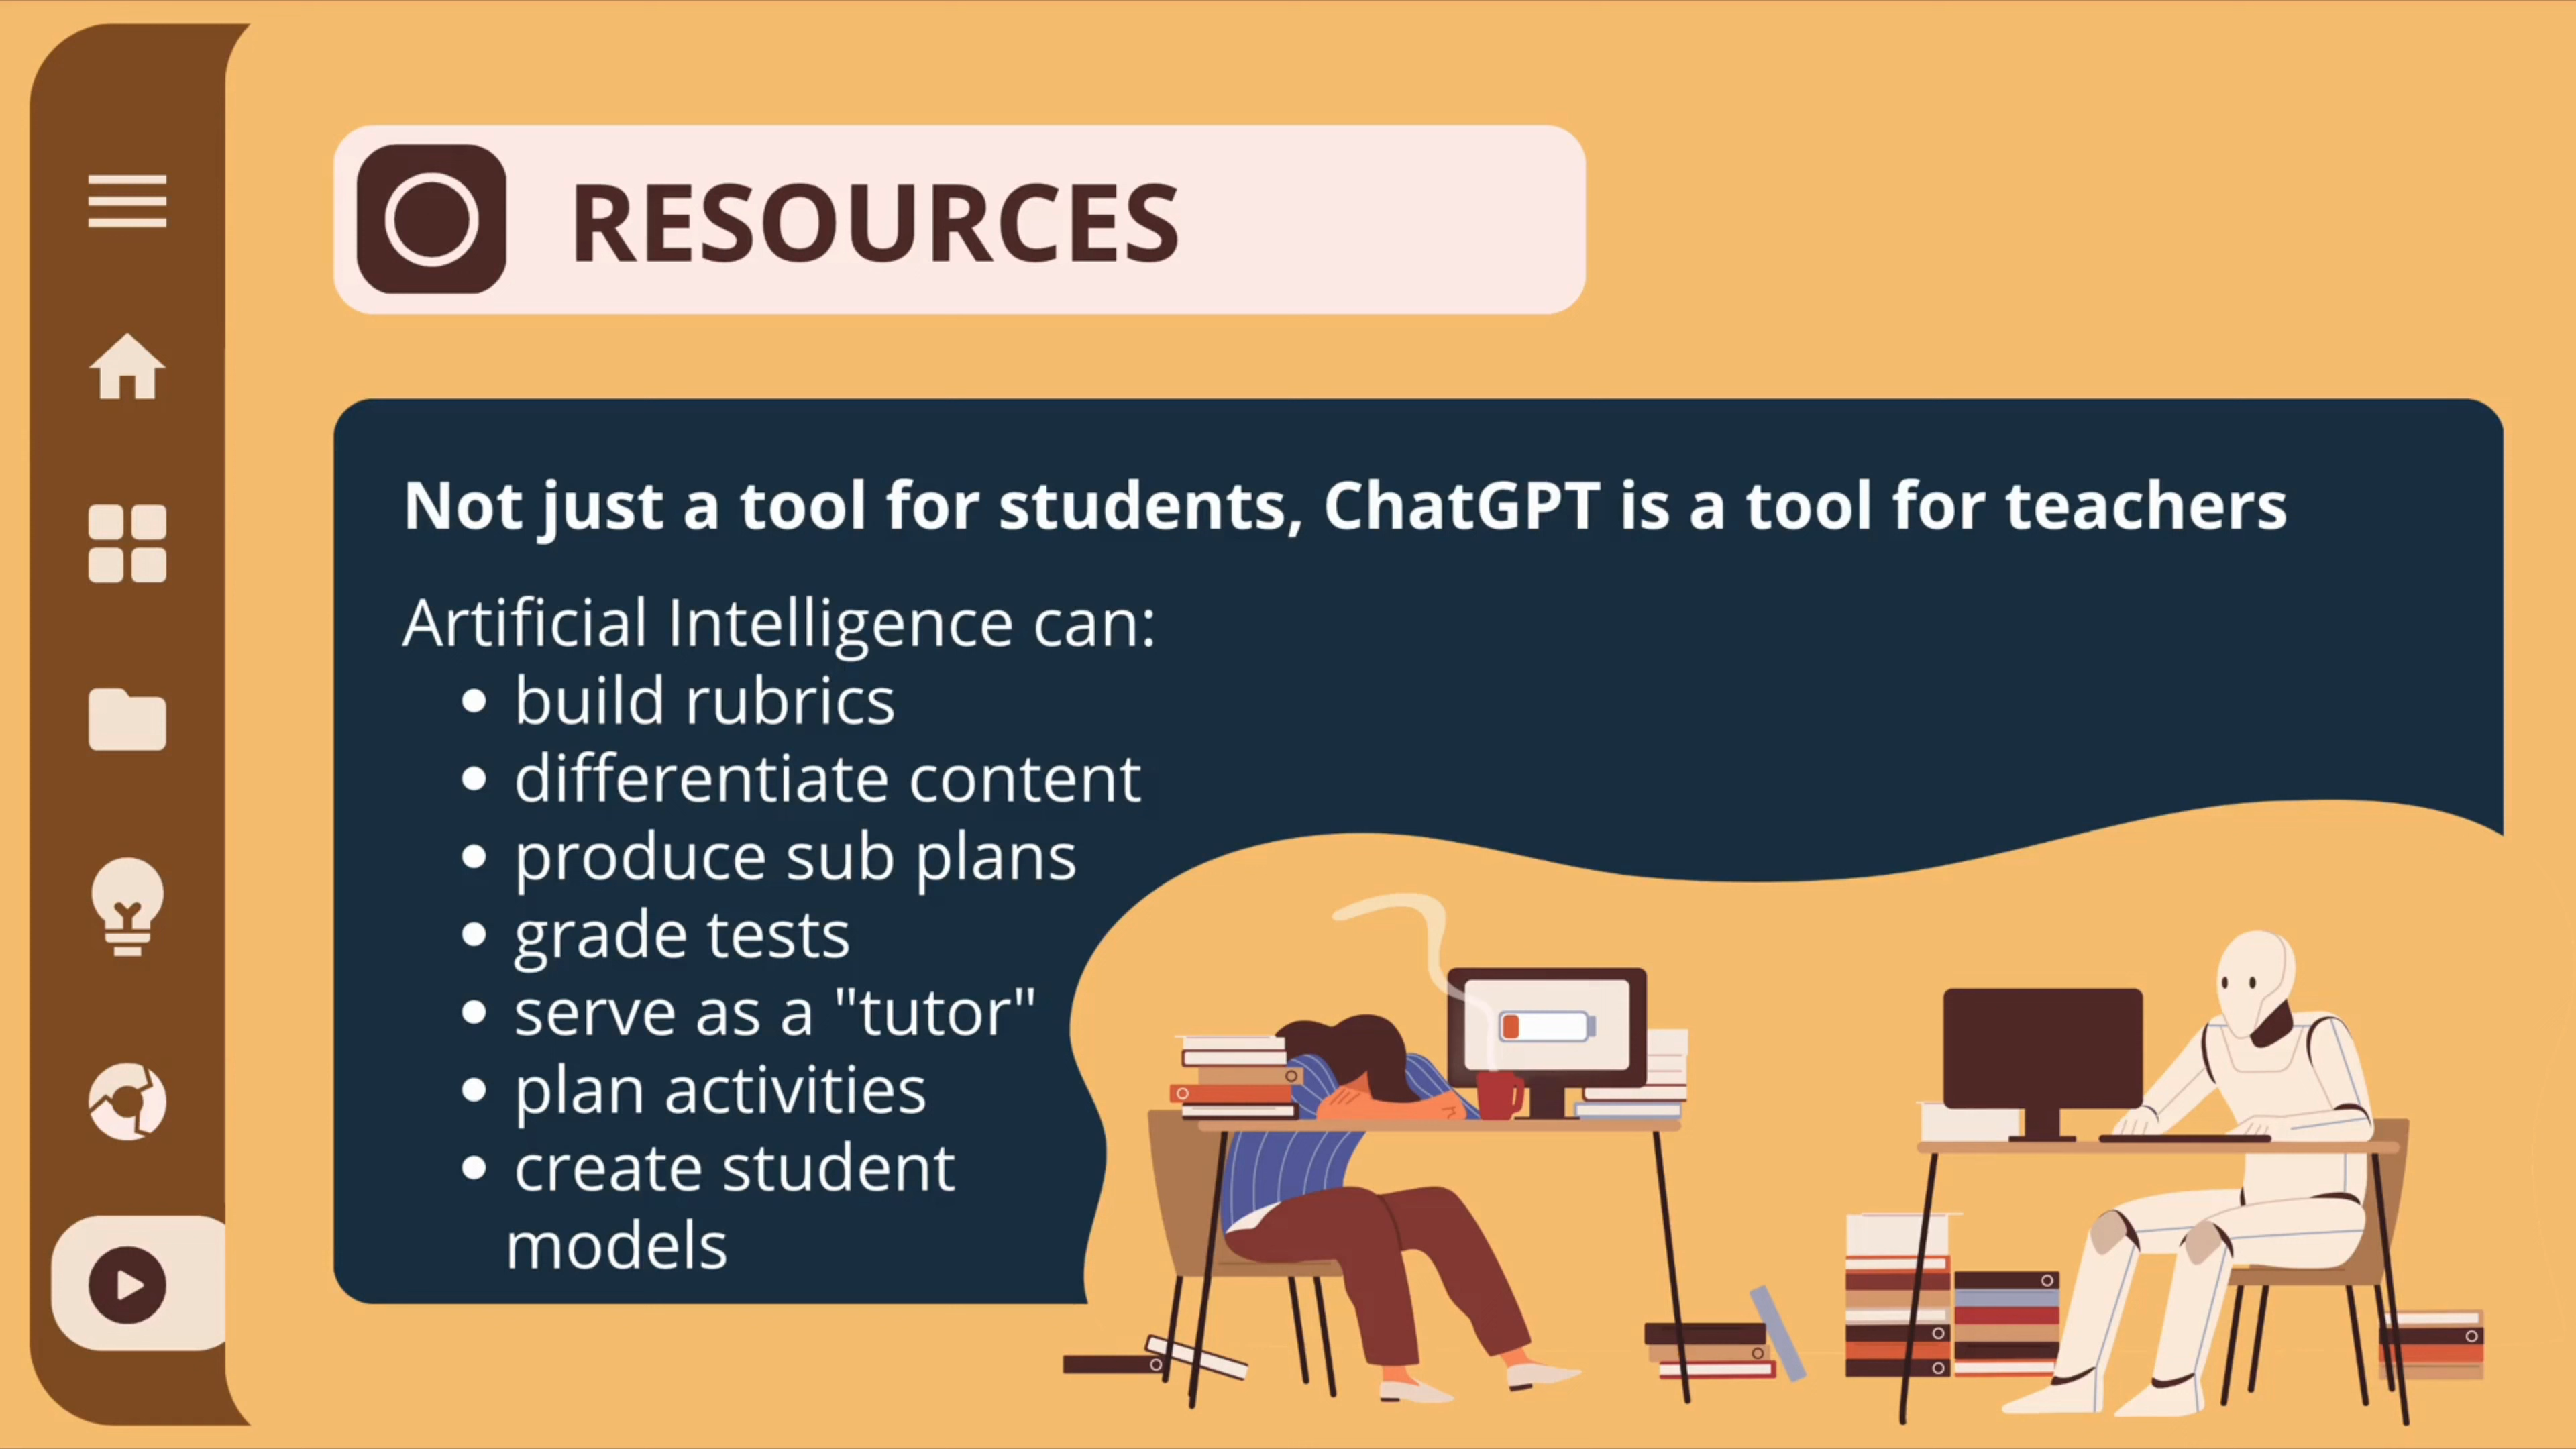 RESOURCES
Not just a tool for students, ChatGPT is a tool for teachers
Artificial Intelligence can:
• build rubrics
• differentiate content
• produce sub plans
• grade tests
• serve as a "tutor"
• plan activities
• create student
models